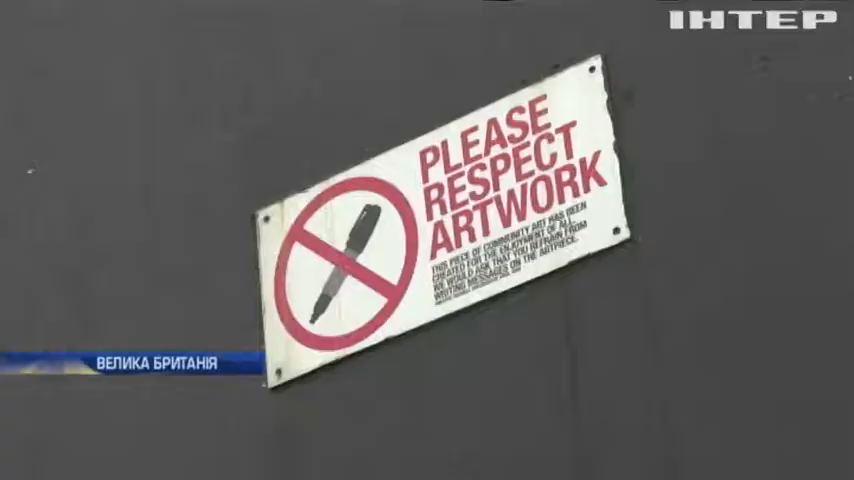 ІНТЕР
PLEASE
RESPECT
ARTWORK
THIS PIECE OF COMMUNITY ART HAS BEEN
CREATED FOR THE ENJOYMENT OF ALL.
WE WOULD ASK THAT YOU REFRAIN FROM
WRITING MESSAGES ON THE ARTPIECE.
ВЕЛИКА БРИТАНІЯ